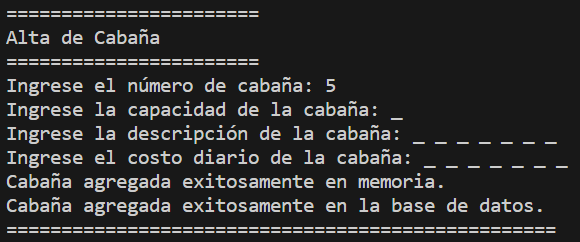 =======================
Alta de Cabaña
=======================
Ingrese el número de cabaña: 5
Ingrese la capacidad de la cabaña: _
Ingrese la descripción de la cabaña: _ _ _ _ _ _ _
Ingrese el costo diario de la cabaña: _ _ _ _ _ _ _
Cabaña agregada exitosamente en memoria.
Cabaña agregada exitosamente en la base de datos.
==================================================